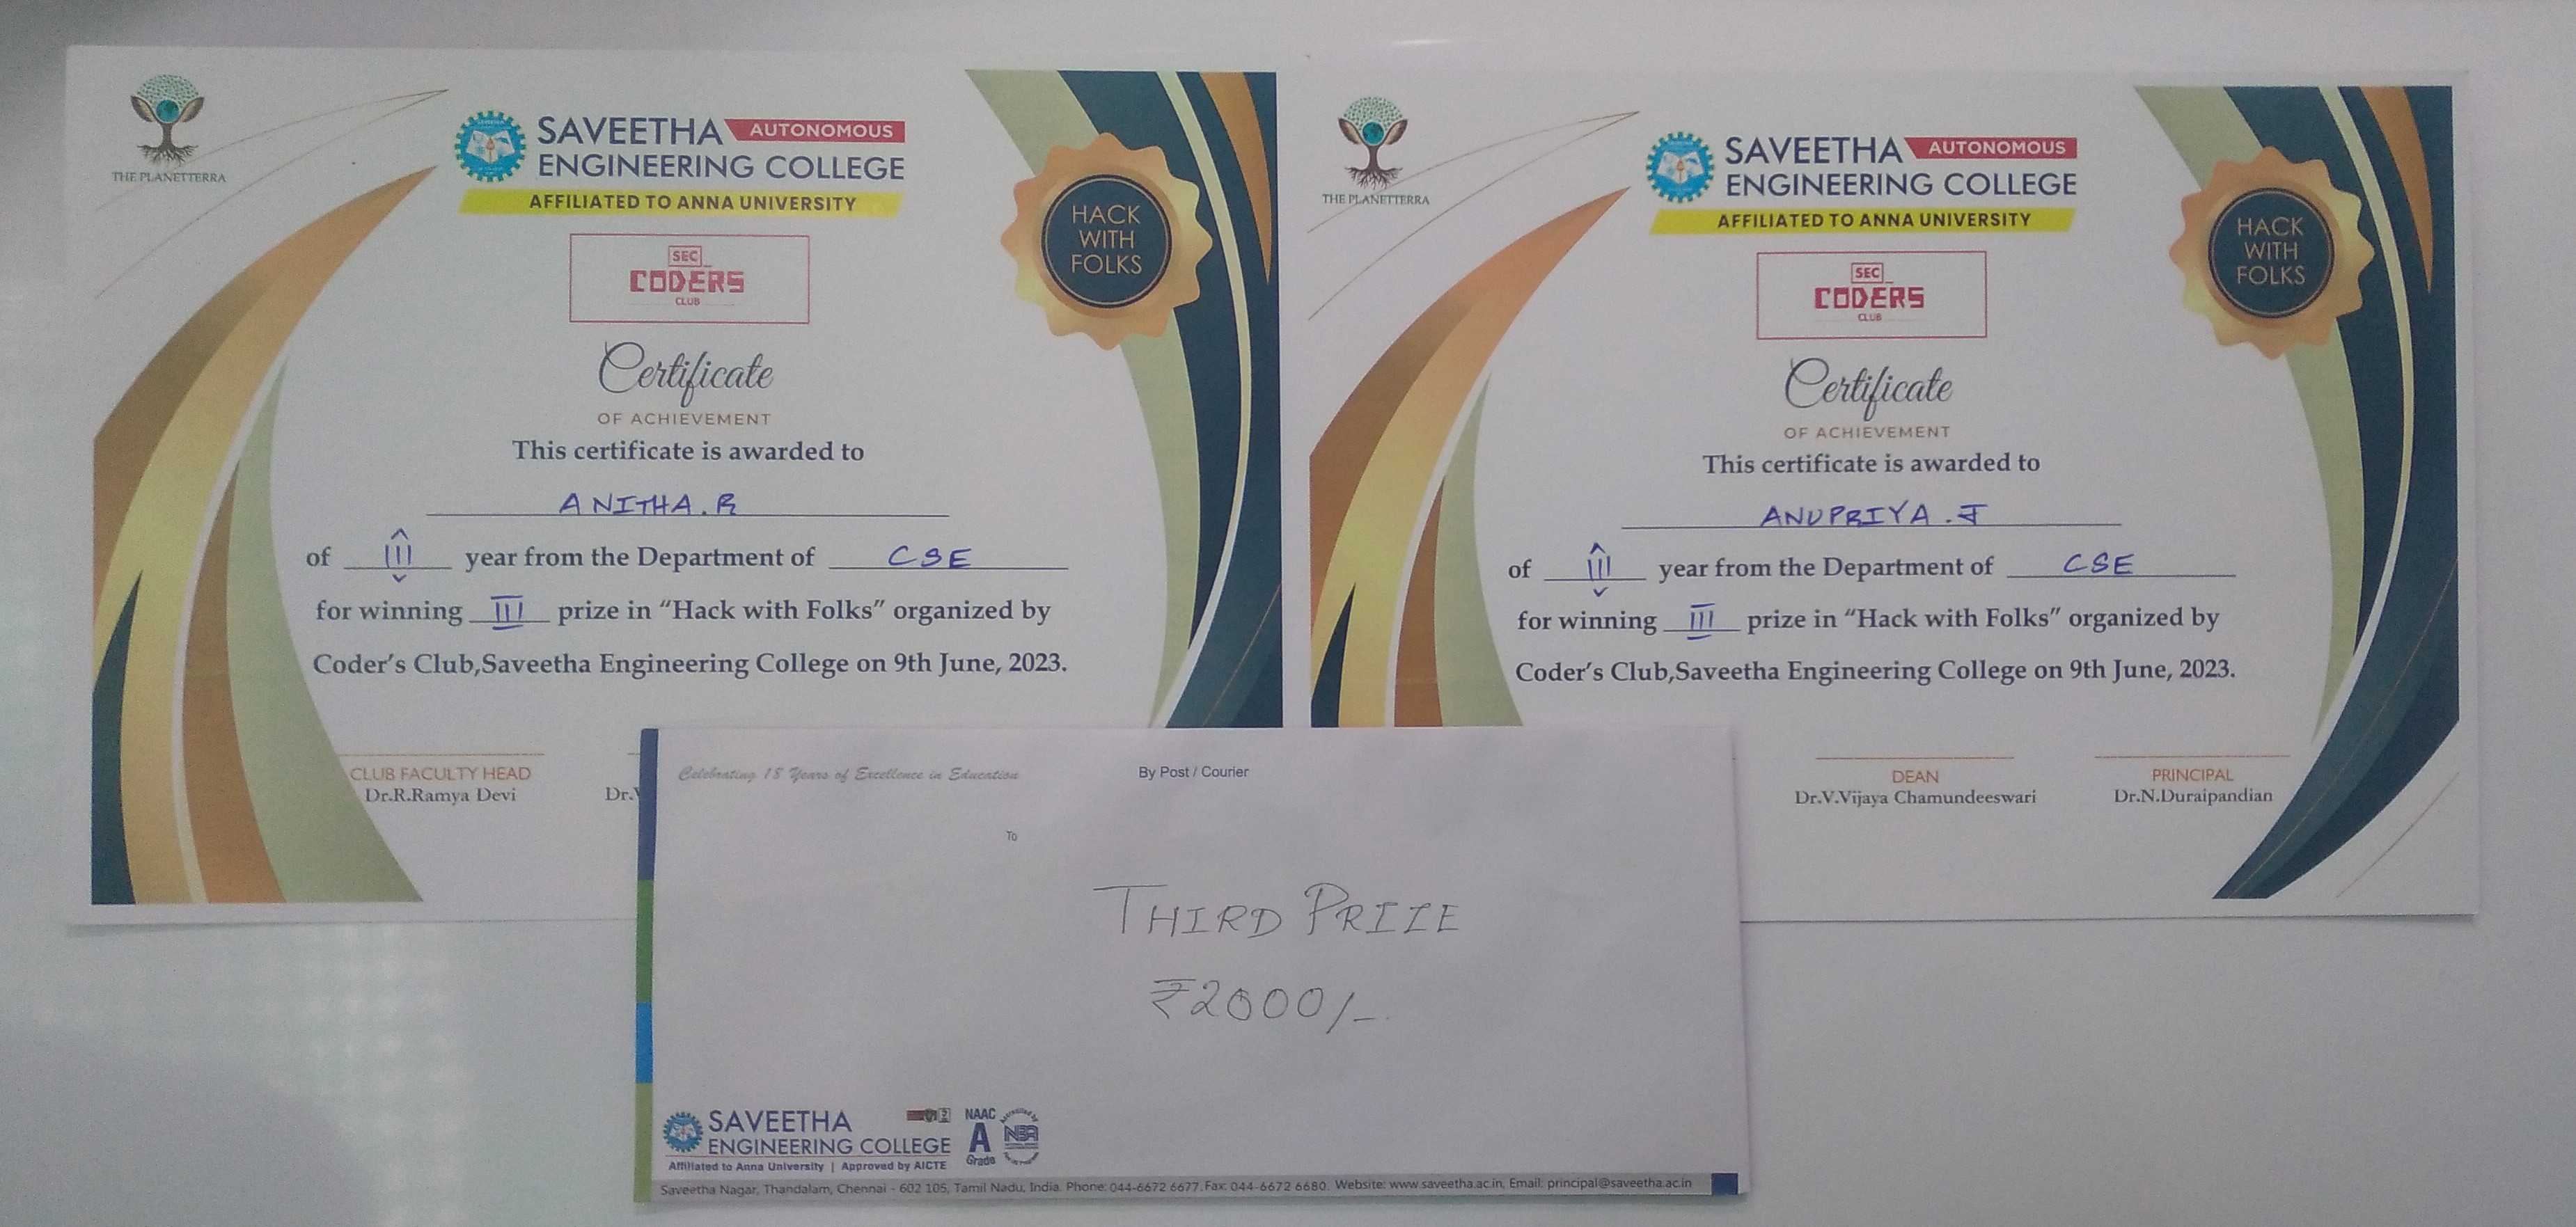 THE PLANETTERRA
SAVEETHA AUTONOMOUS
ENGINEERING COLLEGE
AFFILIATED TO ANNA UNIVERSITY
HACK
WITH
FOLKS
SEC
CODERS
CLUB
Certificate
OF ACHIEVEMENT
This certificate is awarded to
ANITHA.R
of III year from the Department of CSE
for winning III prize in “Hack with Folks” organized by
Coder’s Club,Saveetha Engineering College on 9th June, 2023.
CLUB FACULTY HEAD
Dr.R.Ramya Devi
Dr.V
THE PLANETTERRA
SAVEETHA AUTONOMOUS
ENGINEERING COLLEGE
AFFILIATED TO ANNA UNIVERSITY
HACK
WITH
FOLKS
SEC
CODERS
CLUB
Certificate
OF ACHIEVEMENT
This certificate is awarded to
ANUPRIYA.J
of III year from the Department of CSE
for winning III prize in “Hack with Folks” organized by
Coder’s Club,Saveetha Engineering College on 9th June, 2023.
DEAN
Dr.V.Vijaya Chamundeeswari
PRINCIPAL
Dr.N.Duraipandian
Celebrating 18 Years of Excellence in Education
By Post / Courier
To
THIRD PRIZE
₹2000/-.
SAVEETHA
ENGINEERING COLLEGE
Affiliated to Anna University | Approved by AICTE
NAAC
A
Grade
NBA
Saveetha Nagar, Thandalam, Chennai - 602 105, Tamil Nadu, India. Phone: 044-6672 6677. Fax: 044-6672 6680. Website: www.saveetha.ac.in, Email: principal@saveetha.ac.in